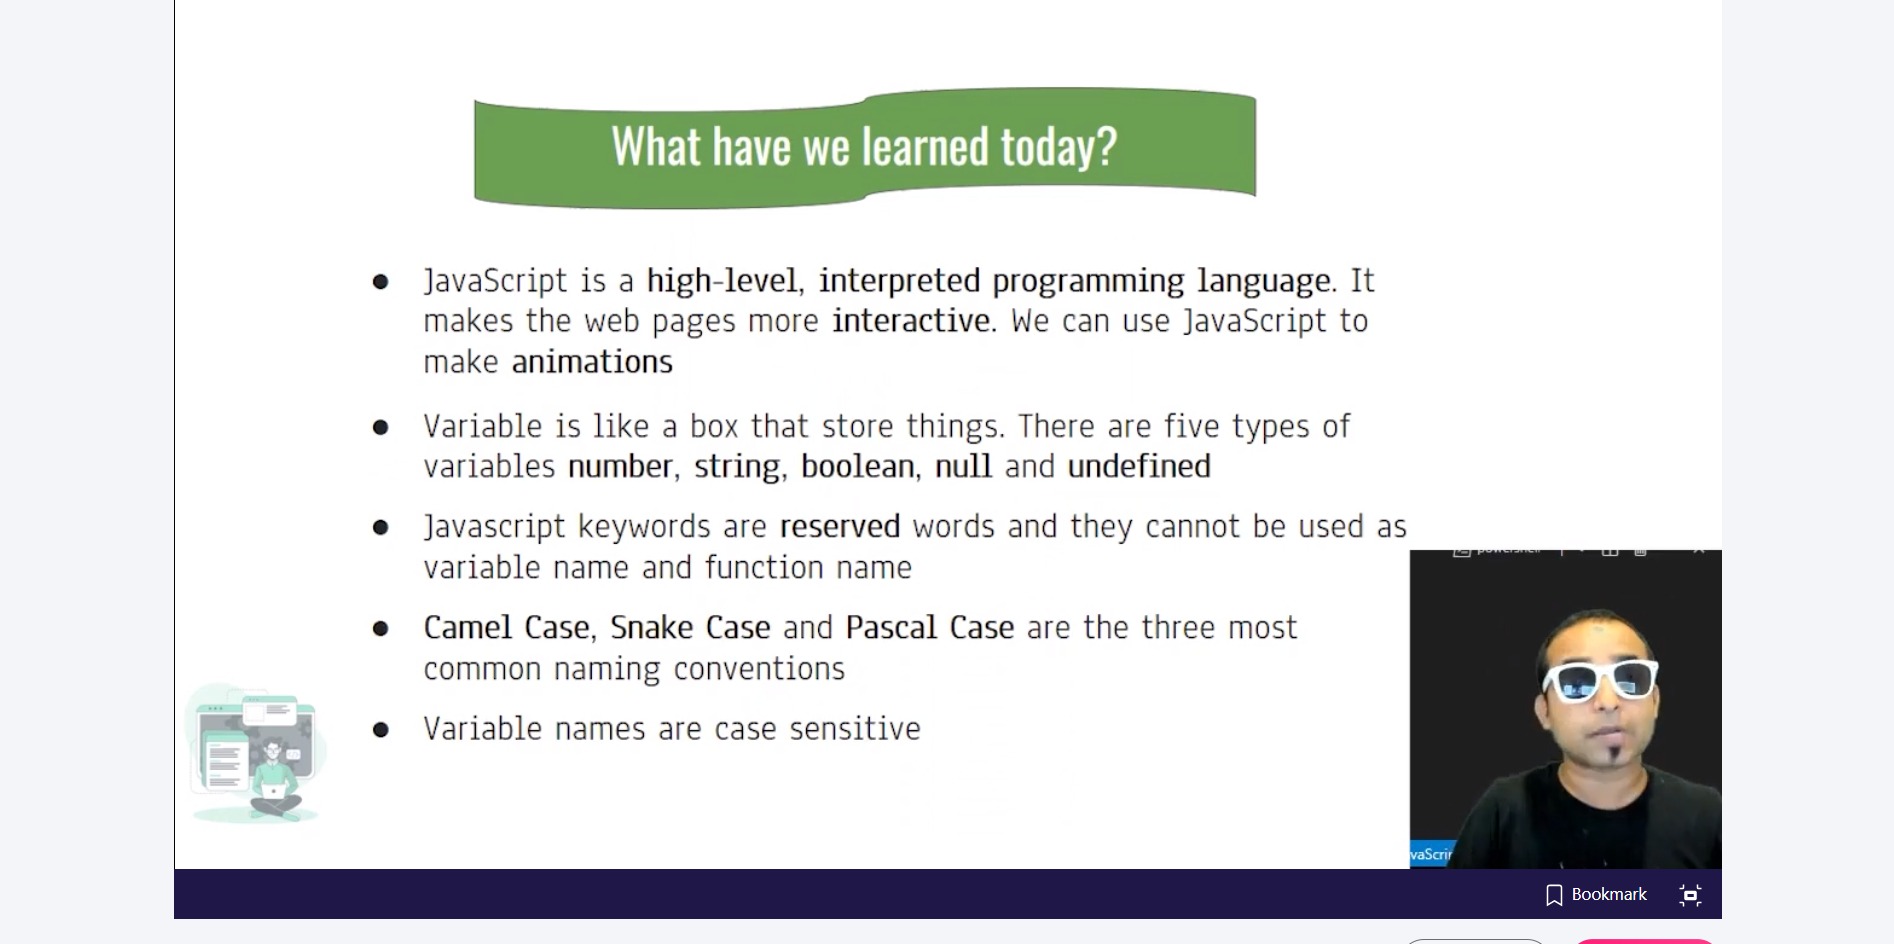 What have we learned today?
● JavaScript is a high-level, interpreted programming language. It
makes the web pages more interactive. We can use JavaScript to
make animations
● Variable is like a box that store things. There are five types of
variables number, string, boolean, null and undefined
● Javascript keywords are reserved words and they cannot be used as
variable name and function name
● Camel Case, Snake Case and Pascal Case are the three most
common naming conventions
● Variable names are case sensitive
powershell
vaScri
Bookmark